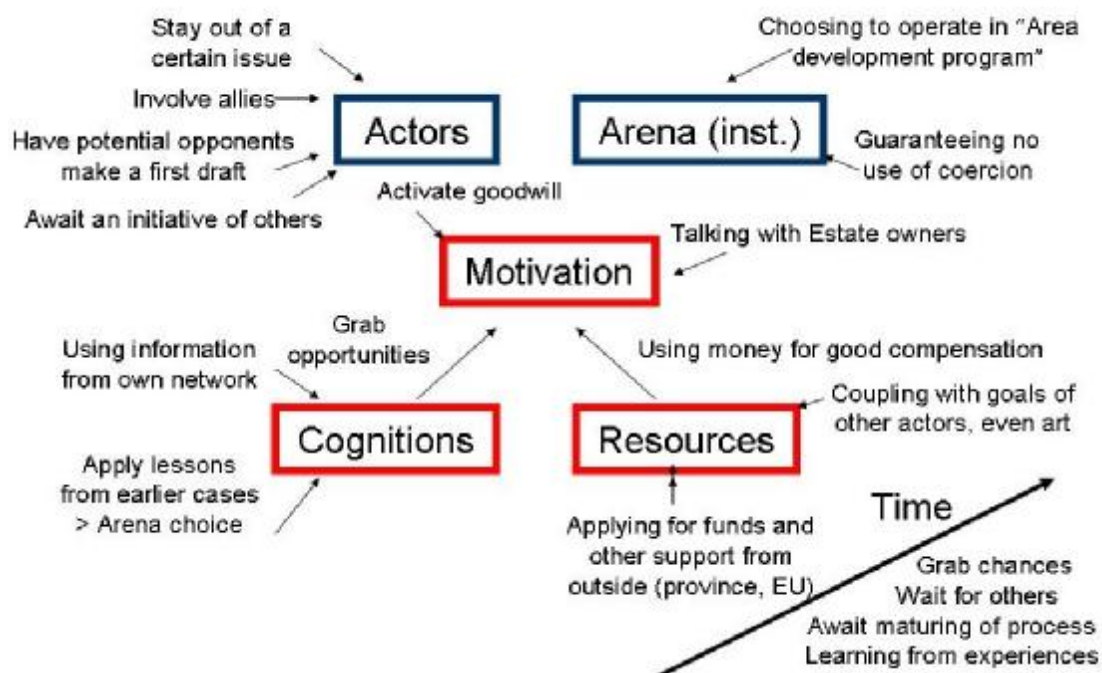 Stay out of a
certain issue
Involve allies
Have potential opponents
make a first draft
Await an initiative of others
Actors
Choosing to operate in "Area
development program"
Arena (inst.)
Guaranteeing no
use of coercion
Activate goodwill
Motivation
Talking with Estate owners
Using information
from own network
Grab
opportunities
Using money for good compensation
Cognitions
Resources
Coupling with goals of
other actors, even art
Apply lessons
from earlier cases
> Arena choice
Applying for funds and
other support from
outside (province, EU)
Time
Grab chances
Wait for others
Await maturing of process
Learning from experiences